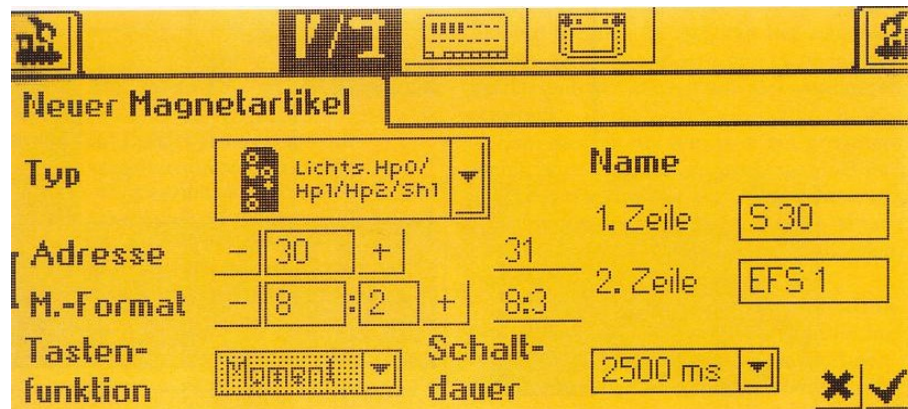 Neuer Magnetartikel
Typ
Lichts.Hp0/
Hp1/Hp2/Sh1
Name
1. Zeile S 30
2. Zeile EFS 1
Adresse - 30 + 31
M.-Format - 8 : 2 + 8:3
Tasten-
funktion
Moment
Schalt-
dauer
2500 ms